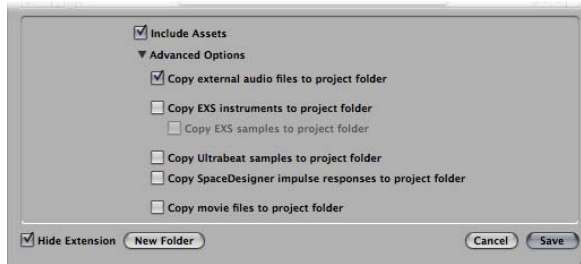 Include Assets
Advanced Options
Copy external audio files to project folder
Copy EXS instruments to project folder
Copy EXS samples to project folder
Copy Ultrabeat samples to project folder
Copy SpaceDesigner impulse responses to project folder
Copy movie files to project folder
Hide Extension New Folder Cancel Save